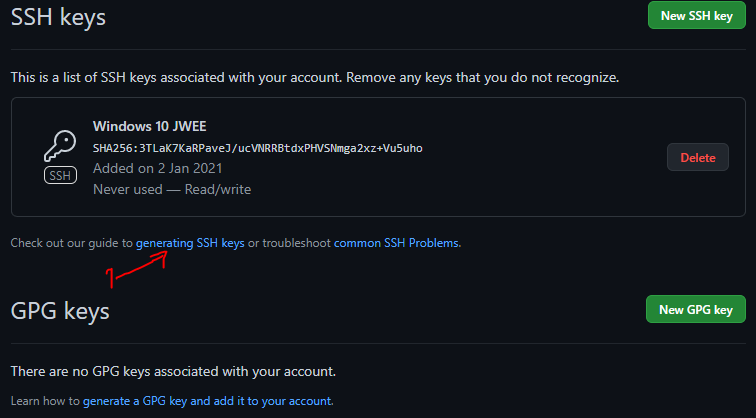 SSH keys
New SSH key
This is a list of SSH keys associated with your account. Remove any keys that you do not recognize.
Windows 10 JWEE
SHA256:3TLaK7KaRPaveJ/ucVNRRBtdxPHVSNmga2xz+Vu5uho
Added on 2 Jan 2021
Never used — Read/write
SSH
Delete
Check out our guide to generating SSH keys or troubleshoot common SSH Problems.
1
GPG keys
New GPG key
There are no GPG keys associated with your account.
Learn how to generate a GPG key and add it to your account.